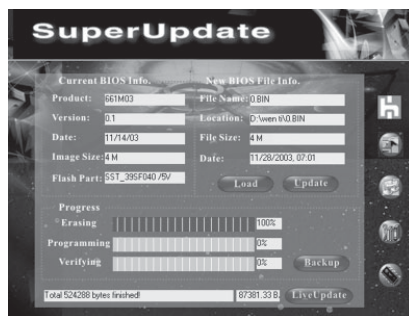 SuperUpdate
Current BIOS Info. New BIOS File Info.
Product: 661M03 File Name: 0.BIN
Version: 0.1 Location: D:\wen ti\0.BIN
Date: 11/14/03 File Size: 4 M
Image Size: 4 M Date: 11/28/2003, 07:01
Flash Part: SST_39SF040 /5V Load Update
Progress
Erasing 100%
Programming 0%
Verifying 0% Backup
Total 524288 bytes finished! 87381.33 B. LiveUpdate